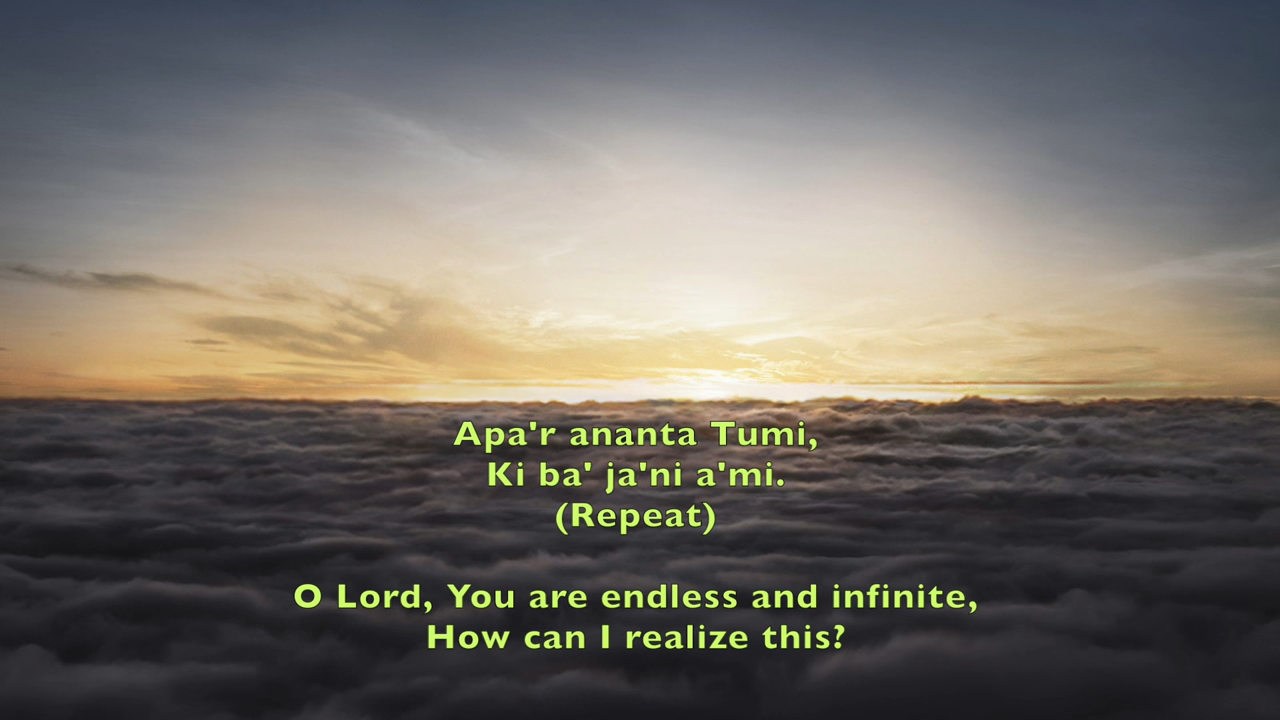 Apa'r ananta Tumi,
Ki ba' ja'ni a'mi.
(Repeat)
O Lord, You are endless and infinite,
How can I realize this?